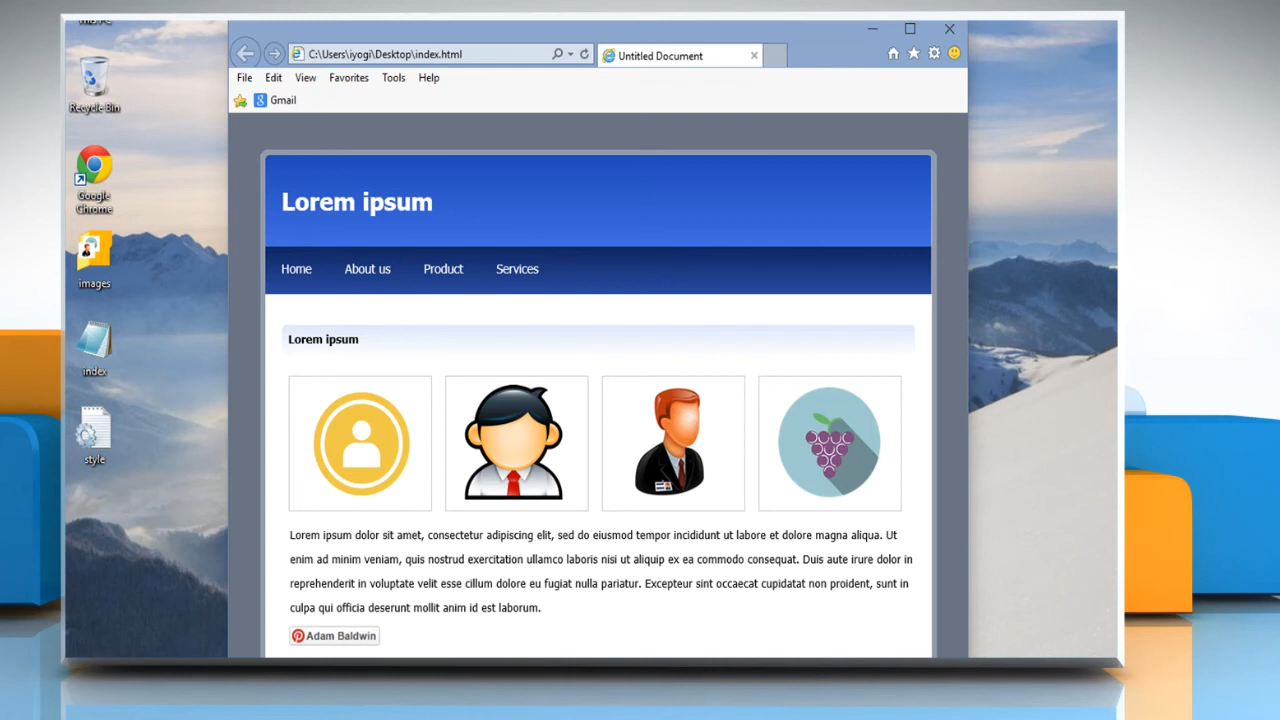 This PC
Recycle Bin
Google
Chrome
images
index
style
C:\Users\iyogi\Desktop\index.html
Untitled Document
File Edit View Favorites Tools Help
Gmail
Lorem ipsum
Home About us Product Services
Lorem ipsum
Lorem ipsum dolor sit amet, consectetur adipiscing elit, sed do eiusmod tempor incididunt ut labore et dolore magna aliqua. Ut
enim ad minim veniam, quis nostrud exercitation ullamco laboris nisi ut aliquip ex ea commodo consequat. Duis aute irure dolor in
reprehenderit in voluptate velit esse cillum dolore eu fugiat nulla pariatur. Excepteur sint occaecat cupidatat non proident, sunt in
culpa qui officia deserunt mollit anim id est laborum.
Adam Baldwin